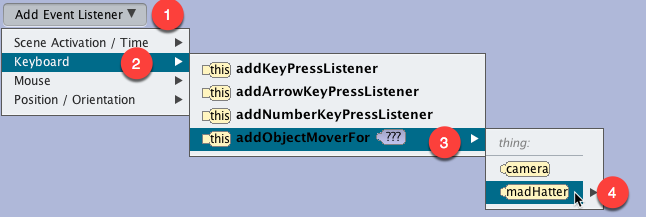 Add Event Listener ▼ 1
Scene Activation / Time ▶
Keyboard ▶ 2
Mouse ▶
Position / Orientation ▶
this addKeyPressListener
this addArrowKeyPressListener
this addNumberKeyPressListener
this addObjectMoverFor ??? 3 ▶
thing:
camera
madHatter ▶ 4